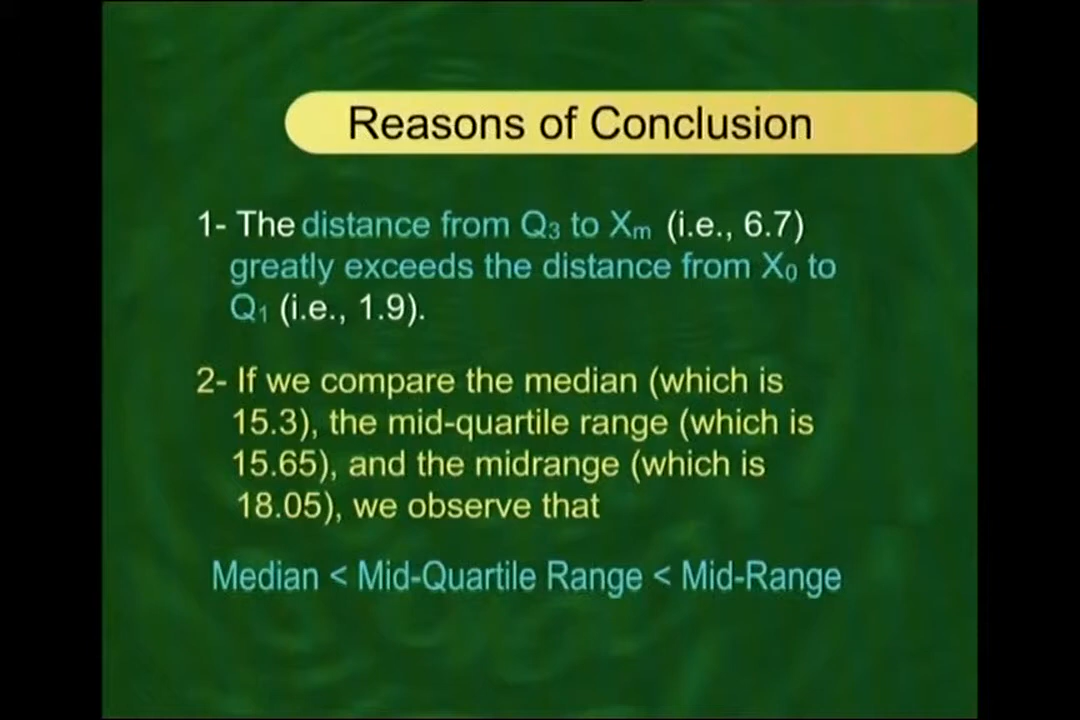 Reasons of Conclusion
1- The distance from Q₃ to Xₘ (i.e., 6.7)
greatly exceeds the distance from X₀ to
Q₁ (i.e., 1.9).
2- If we compare the median (which is
15.3), the mid-quartile range (which is
15.65), and the midrange (which is
18.05), we observe that
Median < Mid-Quartile Range < Mid-Range